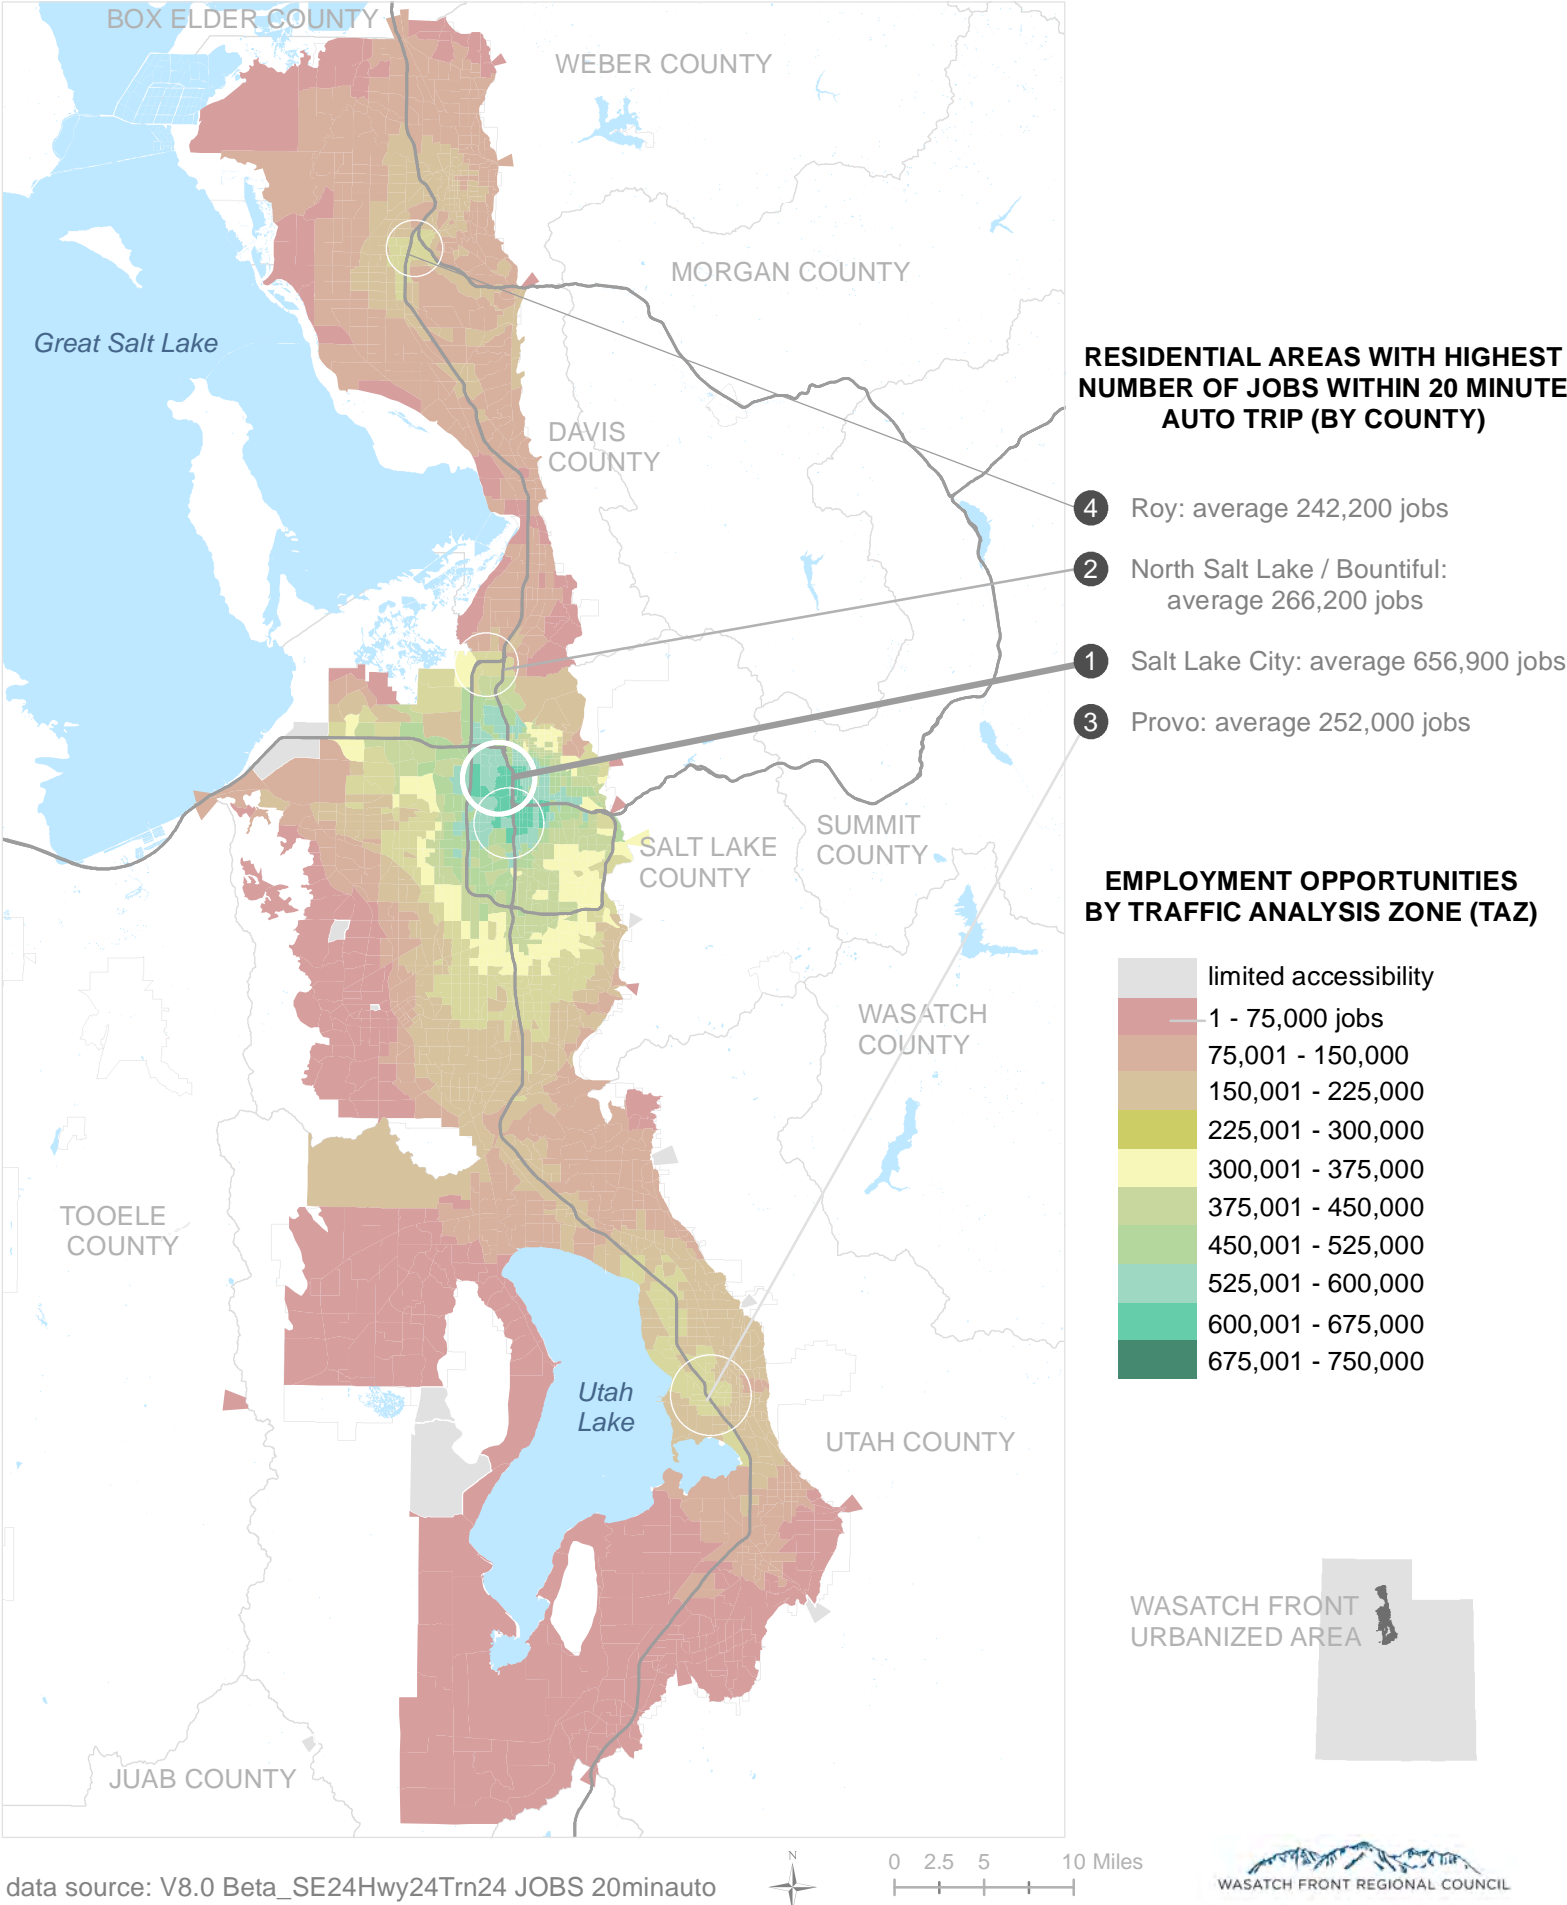 BOX ELDER COUNTY
WEBER COUNTY
MORGAN COUNTY
Great Salt Lake
DAVIS
COUNTY
SALT LAKE
COUNTY
SUMMIT
COUNTY
WASATCH
COUNTY
TOOELE
COUNTY
Utah
Lake
UTAH COUNTY
JUAB COUNTY
RESIDENTIAL AREAS WITH HIGHEST
NUMBER OF JOBS WITHIN 20 MINUTE
AUTO TRIP (BY COUNTY)
4 Roy: average 242,200 jobs
2 North Salt Lake / Bountiful:
average 266,200 jobs
1 Salt Lake City: average 656,900 jobs
3 Provo: average 252,000 jobs
EMPLOYMENT OPPORTUNITIES
BY TRAFFIC ANALYSIS ZONE (TAZ)
limited accessibility
1 - 75,000 jobs
75,001 - 150,000
150,001 - 225,000
225,001 - 300,000
300,001 - 375,000
375,001 - 450,000
450,001 - 525,000
525,001 - 600,000
600,001 - 675,000
675,001 - 750,000
WASATCH FRONT
URBANIZED AREA
data source: V8.0 Beta_SE24Hwy24Trn24 JOBS 20minauto
N
0 2.5 5 10 Miles
WASATCH FRONT REGIONAL COUNCIL